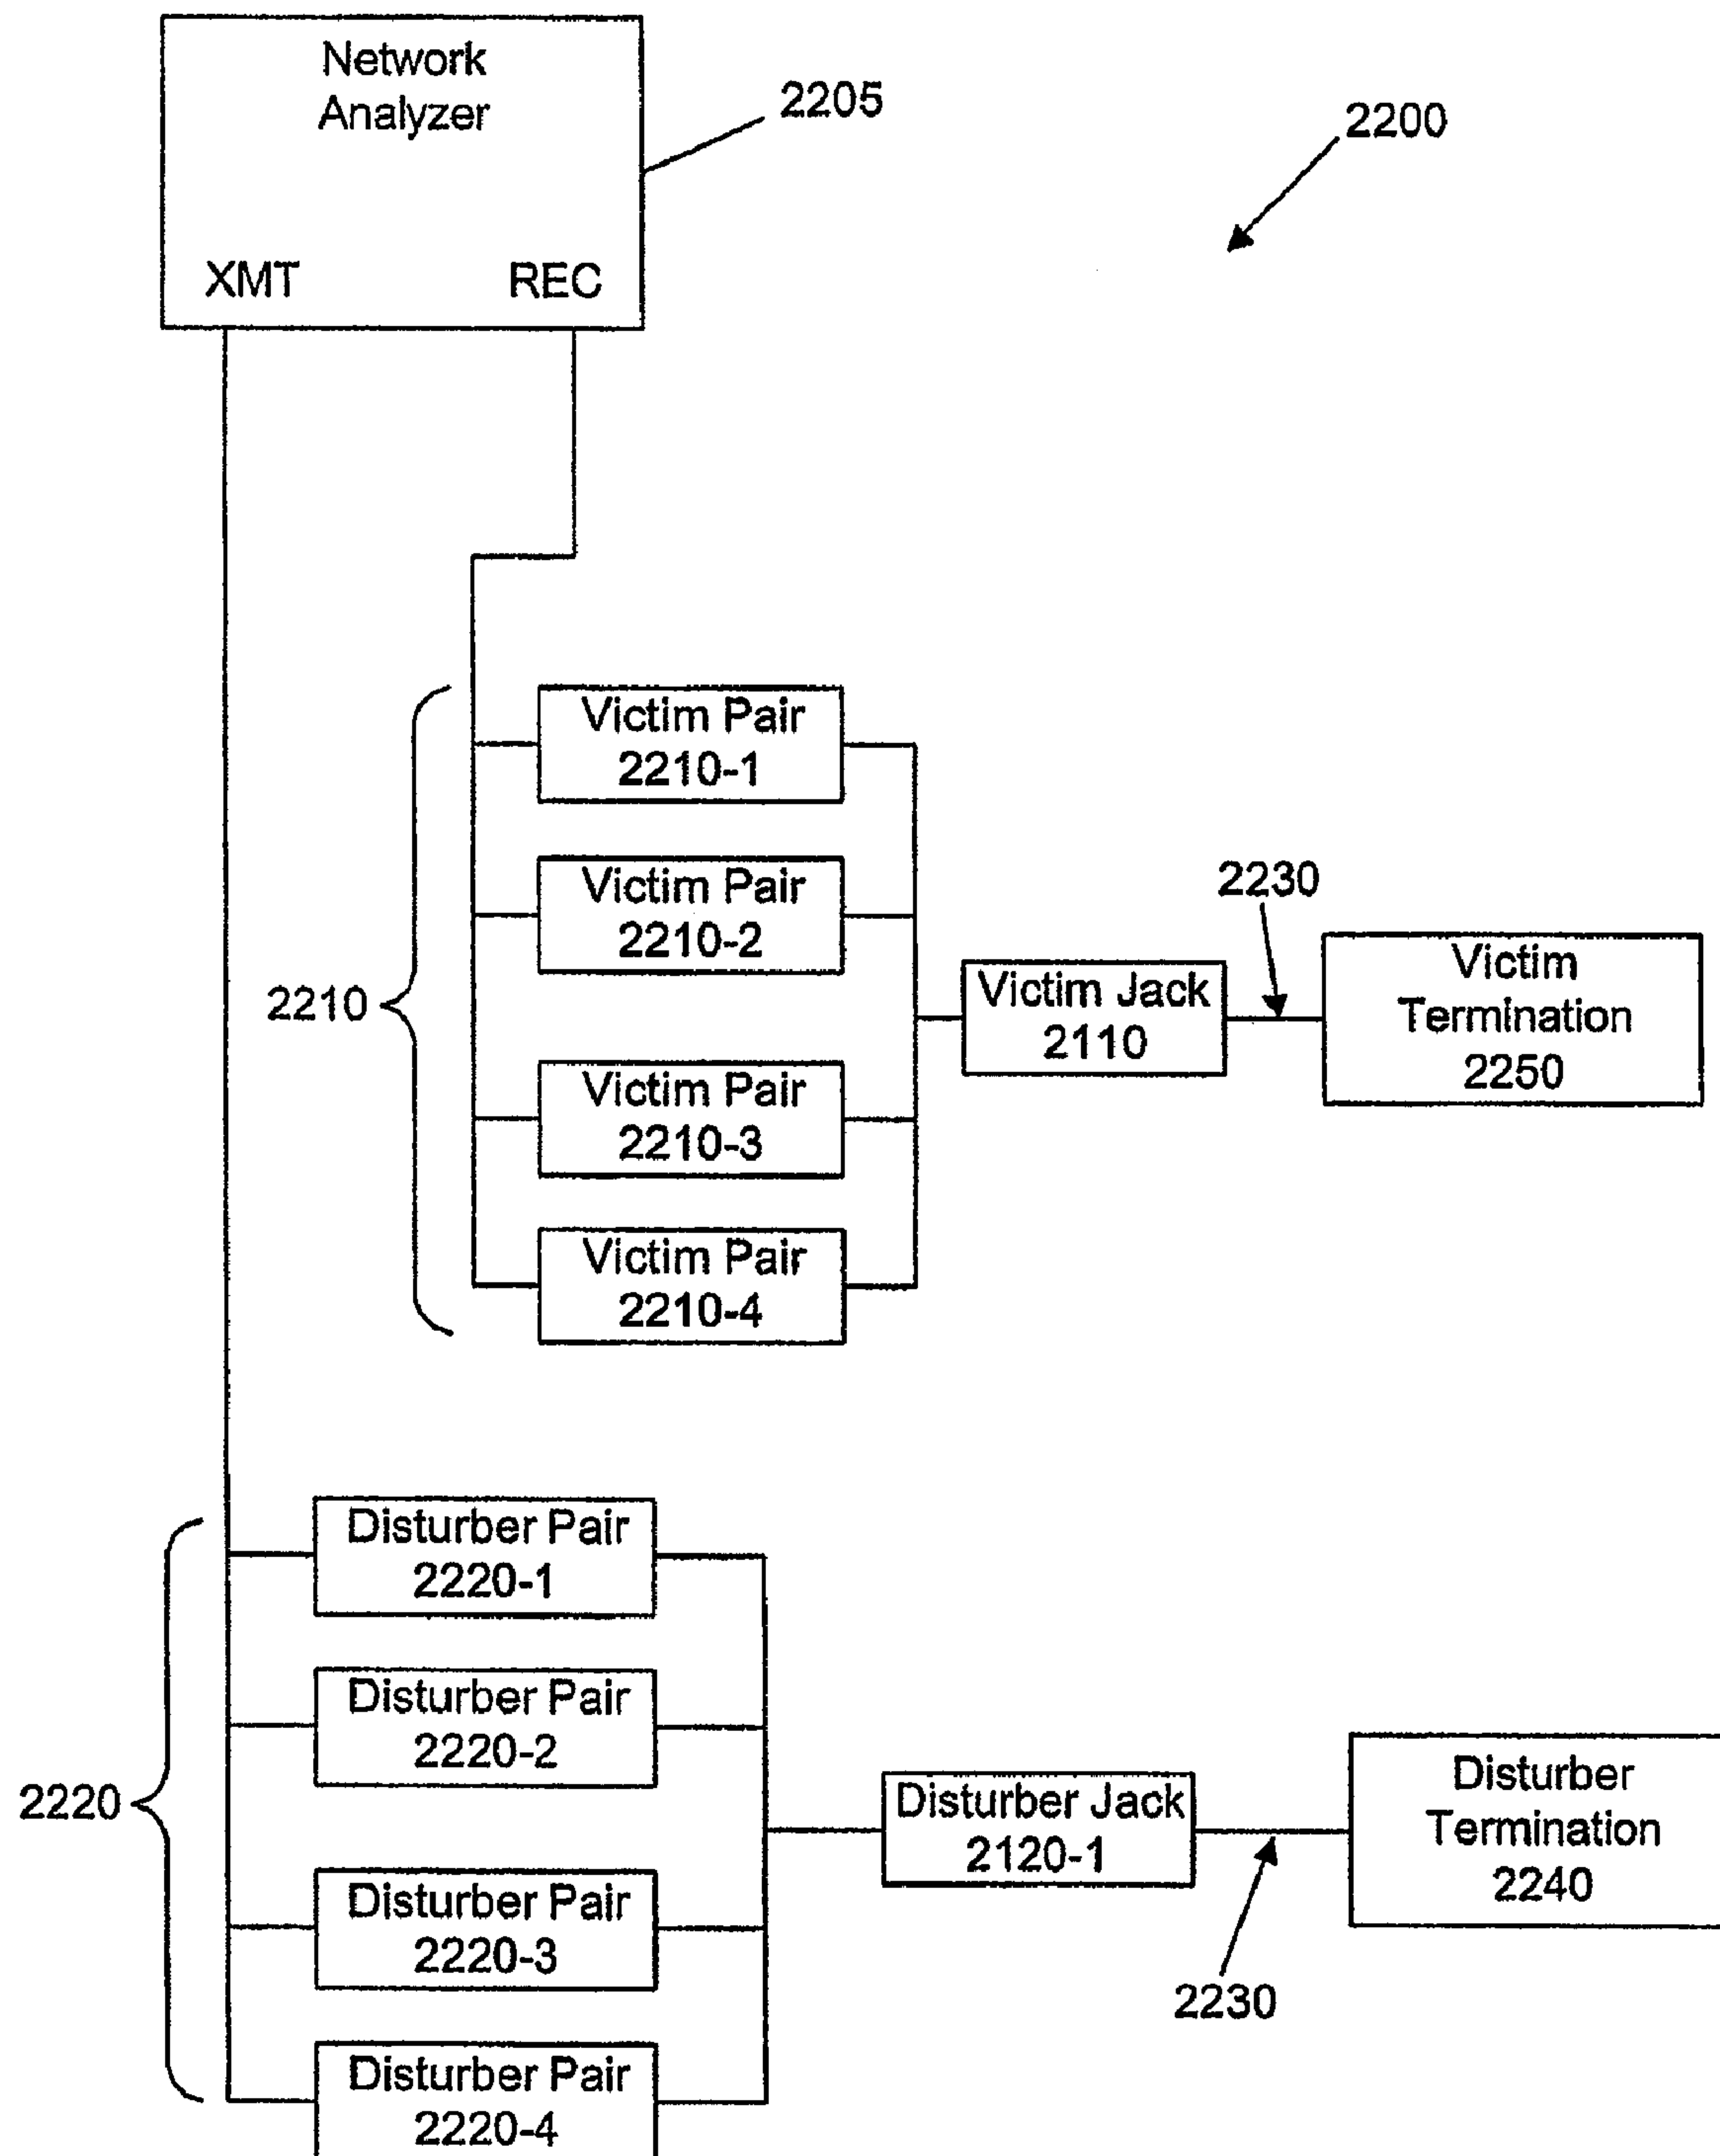 Network
Analyzer
2205
2200
XMT
REC
Victim Pair
2210-1
Victim Pair
2210-2
2230
2210
Victim Jack
2110
Victim
Termination
2250
Victim Pair
2210-3
Victim Pair
2210-4
Disturber Pair
2220-1
Disturber Pair
2220-2
2220
Disturber Jack
2120-1
Disturber
Termination
2240
Disturber Pair
2220-3
2230
Disturber Pair
2220-4